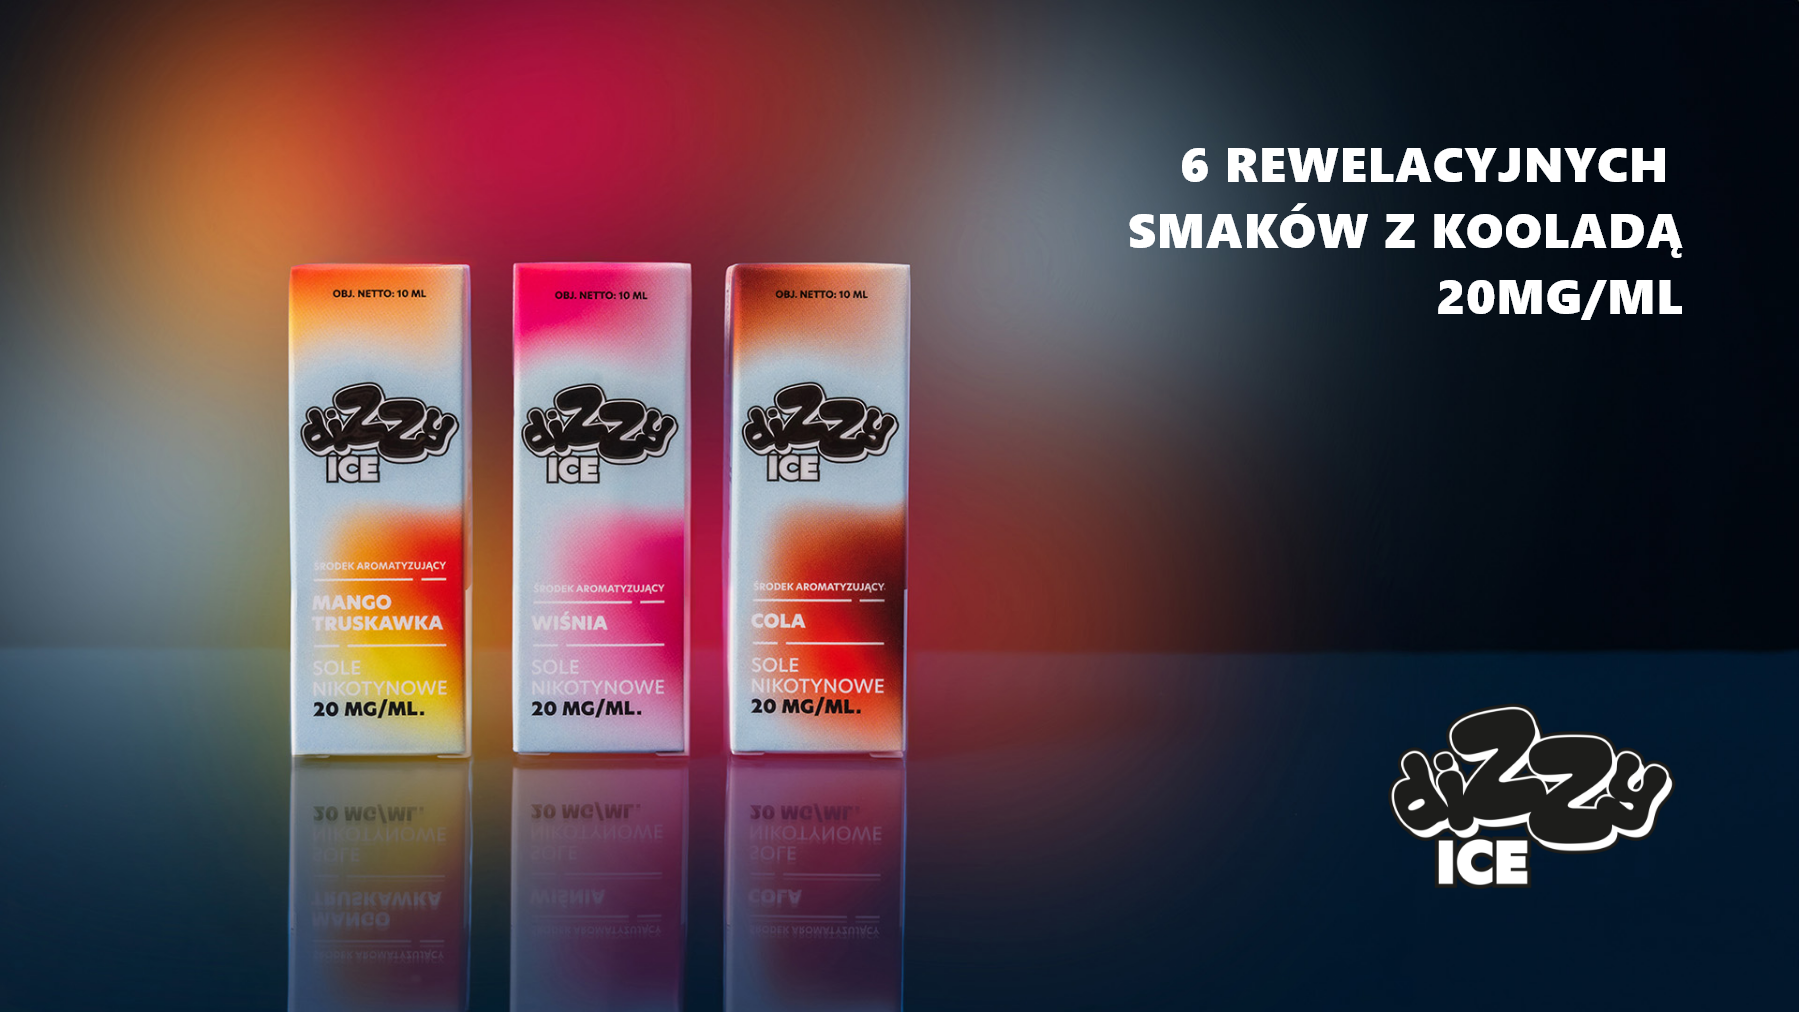 6 REWELACYJNYCH
SMAKÓW Z KOOLADĄ
20MG/ML
OBJ. NETTO: 10 ML
dizzy
ICE
ŚRODEK AROMATYZUJĄCY
MANGO
TRUSKAWKA
SOLE
NIKOTYNOWE
20 MG/ML.
OBJ. NETTO: 10 ML
dizzy
ICE
ŚRODEK AROMATYZUJĄCY
WIŚNIA
SOLE
NIKOTYNOWE
20 MG/ML.
OBJ. NETTO: 10 ML
dizzy
ICE
ŚRODEK AROMATYZUJĄCY
COLA
SOLE
NIKOTYNOWE
20 MG/ML.
dizzy
ICE